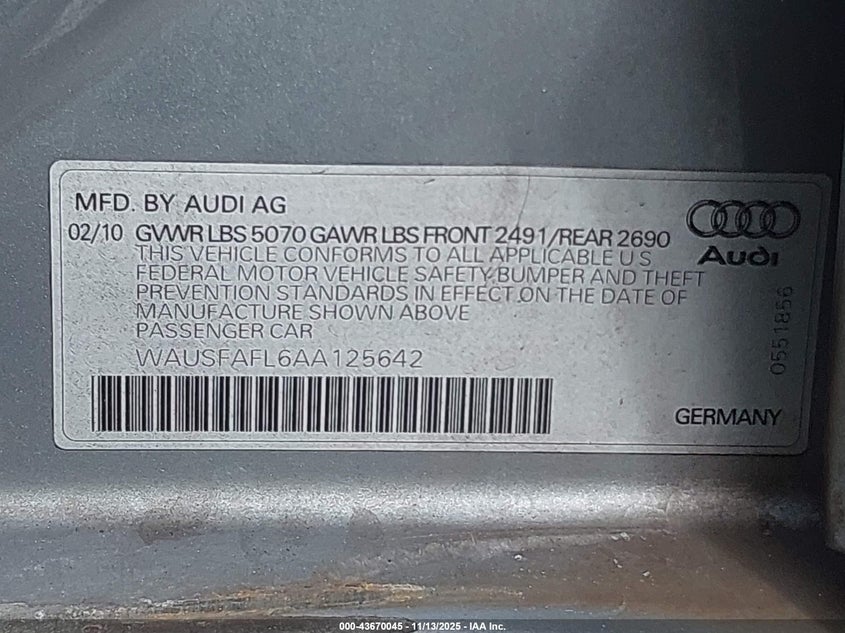 MFD. BY AUDI AG
02/10 GVWR LBS 5070 GAWR LBS FRONT 2491/REAR 2690
THIS VEHICLE CONFORMS TO ALL APPLICABLE U S
FEDERAL MOTOR VEHICLE SAFETY/BUMPER AND THEFT
PREVENTION STANDARDS IN EFFECT ON THE DATE OF
MANUFACTURE SHOWN ABOVE
PASSENGER CAR
WAUSFAFL6AA125642
Audi
0551856
GERMANY
000-43670045 - 11/13/2025 - IAA Inc.